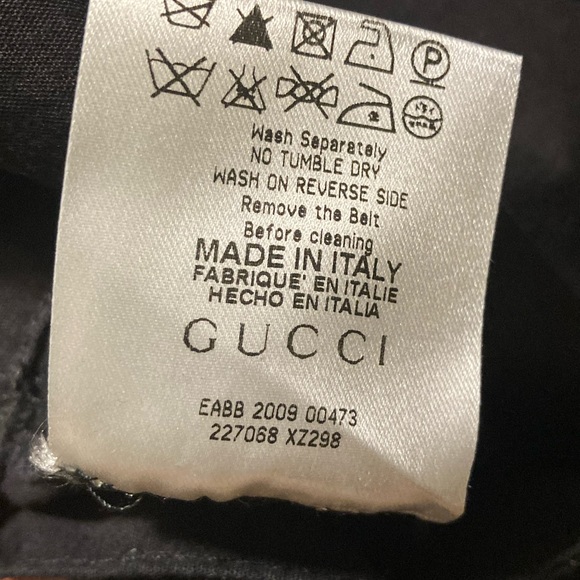 P
Wash Separately
NO TUMBLE DRY
WASH ON REVERSE SIDE
Remove the Belt
Before cleaning
MADE IN ITALY
FABRIQUE' EN ITALIE
HECHO EN ITALIA
GUCCI
EABB 2009 00473
227068 XZ298